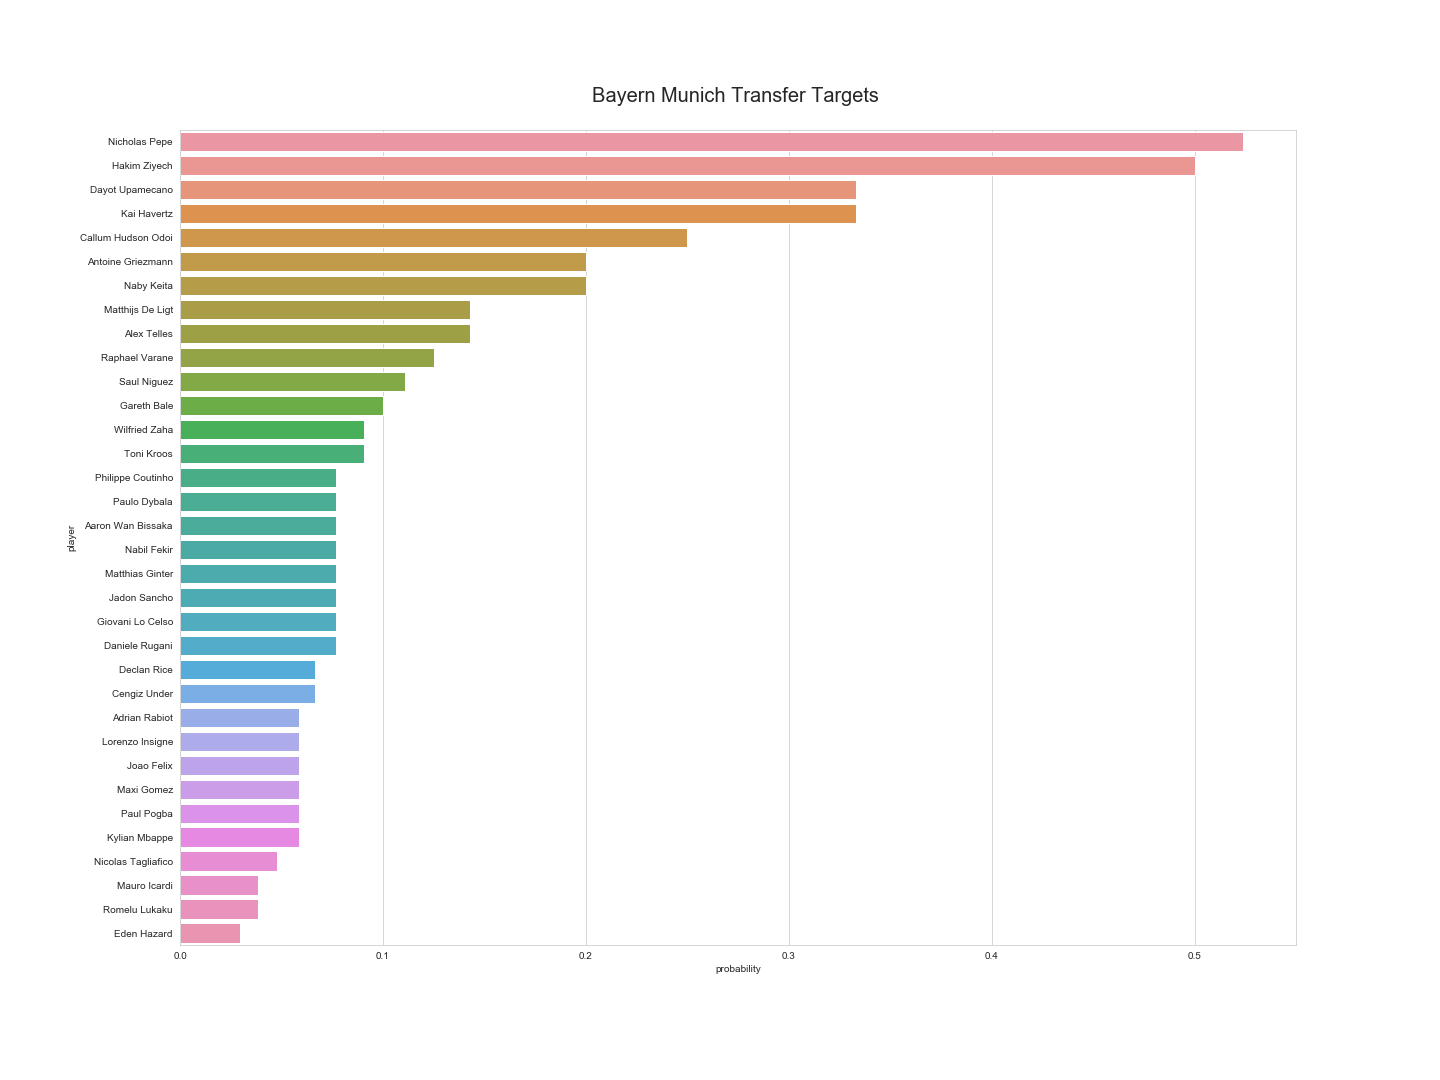 Bayern Munich Transfer Targets
Nicholas Pepe
Hakim Ziyech
Dayot Upamecano
Kai Havertz
Callum Hudson Odoi
Antoine Griezmann
Naby Keita
Matthijs De Ligt
Alex Telles
Raphael Varane
Saul Niguez
Gareth Bale
Wilfried Zaha
Toni Kroos
Philippe Coutinho
Paulo Dybala
Aaron Wan Bissaka
Nabil Fekir
Matthias Ginter
Jadon Sancho
Giovani Lo Celso
Daniele Rugani
Declan Rice
Cengiz Under
Adrian Rabiot
Lorenzo Insigne
Joao Felix
Maxi Gomez
Paul Pogba
Kylian Mbappe
Nicolas Tagliafico
Mauro Icardi
Romelu Lukaku
Eden Hazard
player
0.0 0.1 0.2 0.3 0.4 0.5
probability